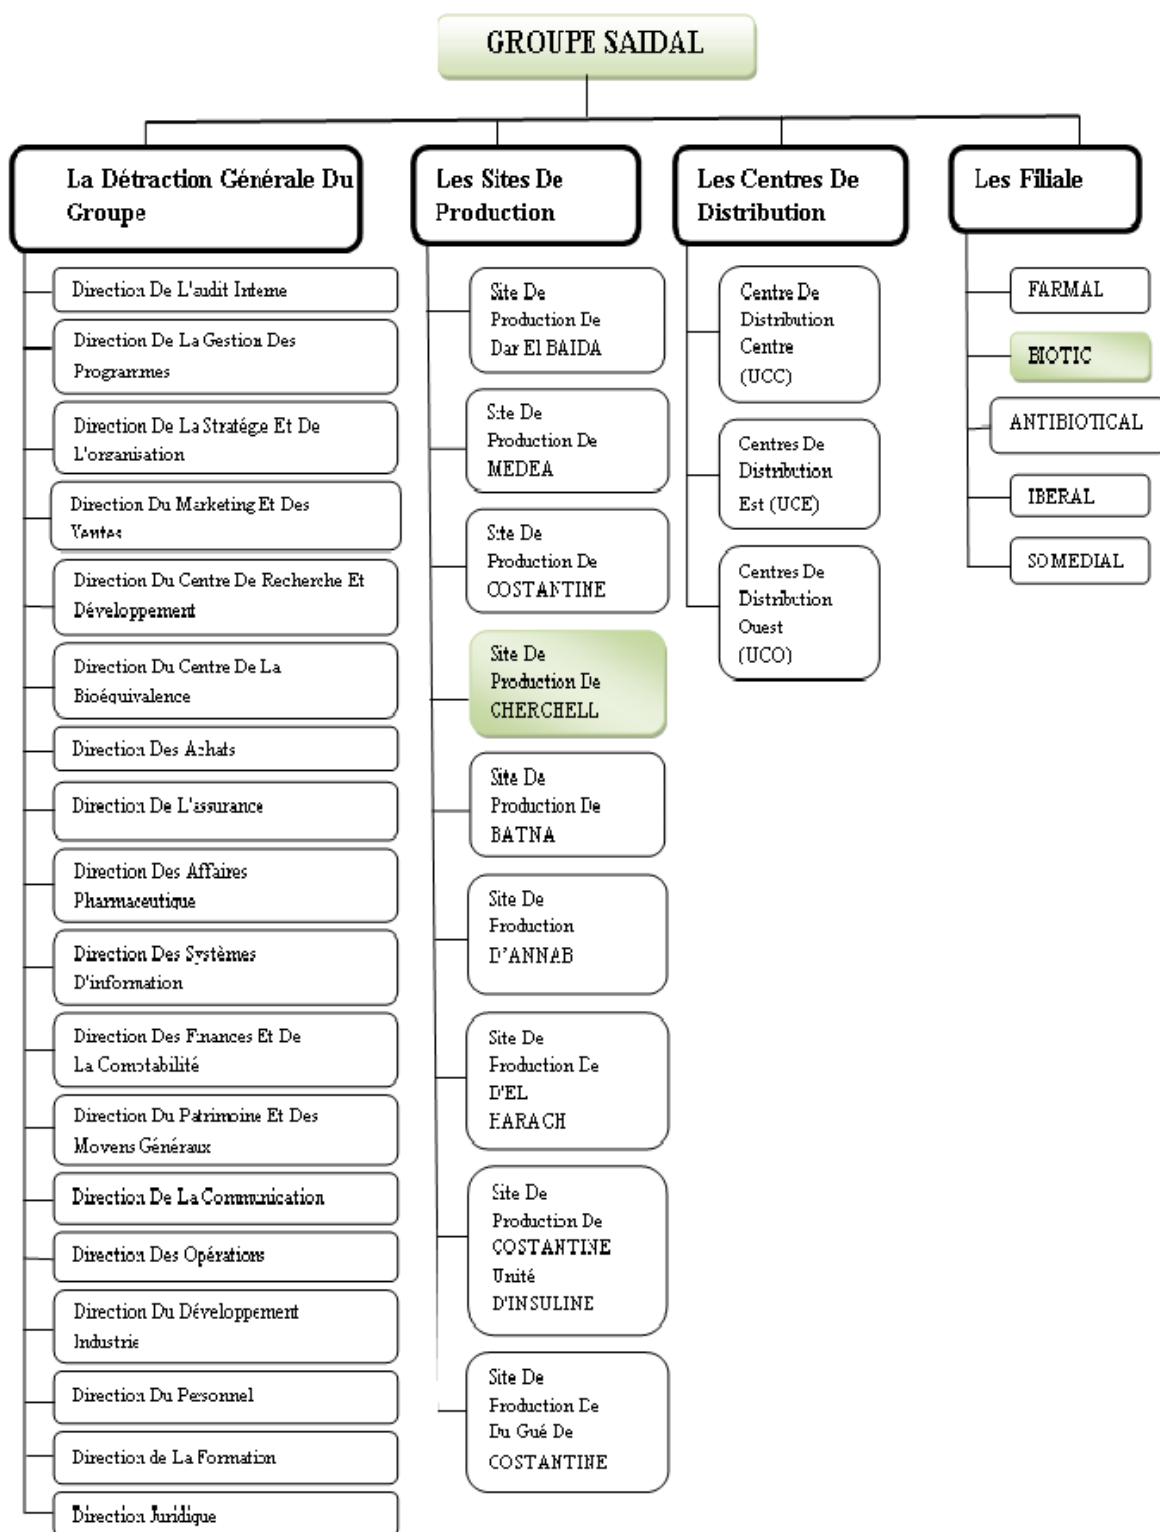 GROUPE SAIDAL
La Détraction Générale Du
Groupe
Direction De L'audit Interne
Direction De La Gestion Des
Programmes
Direction De La Stratégie Et De
L'organisation
Direction Du Marketing Et Des
Ventes
Direction Du Centre De Recherche Et
Développement
Direction Du Centre De La
Bioéquivalence
Direction Des Achats
Direction De L'assurance
Direction Des Affaires
Pharmaceutique
Direction Des Systèmes
D'information
Direction Des Finances Et De
La Comptabilité
Direction Du Patrimoine Et Des
Moyens Généraux
Direction De La Communication
Direction Des Opérations
Direction Du Développement
Industrie
Direction Du Personnel
Direction de La Formation
Direction Juridique
Les Sites De
Production
Site De
Production De
Dar El BAIDA
Site De
Production De
MEDEA
Site De
Production De
COSTANTINE
Site De
Production De
CHERCHELL
Site De
Production De
BATNA
Site De
Production
D'ANNAB
Site De
Production De
D'EL
HARACH
Site De
Production De
COSTANTINE
Unité
D'INSULINE
Site De
Production De
Du Gué De
COSTANTINE
Les Centres De
Distribution
Centre De
Distribution
Centre
(UCC)
Centres De
Distribution
Est (UCE)
Centres De
Distribution
Ouest
(UCO)
Les Filiale
FARMAL
BIOTIC
ANTIBIOTICAL
IBERAL
SOMEDIAL